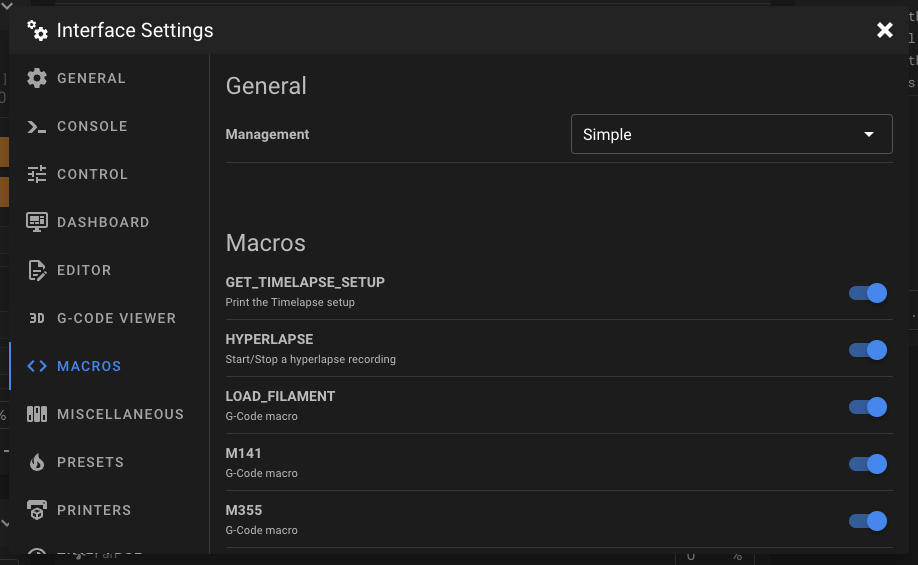 Interface Settings
GENERAL
CONSOLE
CONTROL
DASHBOARD
EDITOR
3D G-CODE VIEWER
MACROS
MISCELLANEOUS
PRESETS
PRINTERS
General
Management
Simple
Macros
GET_TIMELAPSE_SETUP
Print the Timelapse setup
HYPERLAPSE
Start/Stop a hyperlapse recording
LOAD_FILAMENT
G-Code macro
M141
G-Code macro
M355
G-Code macro
0 %